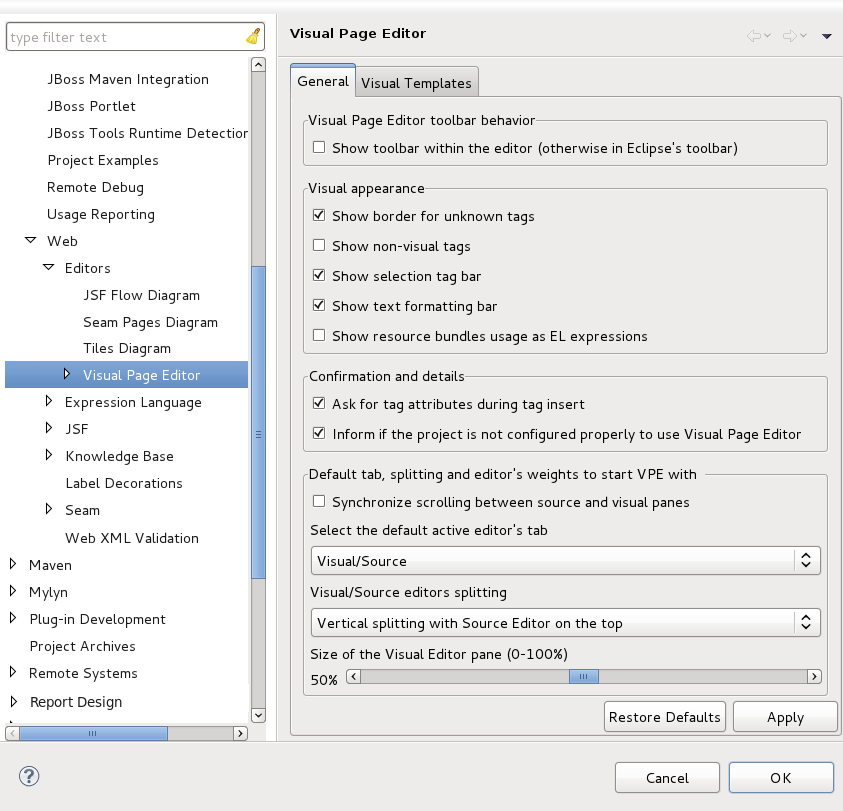 type filter text
JBoss Maven Integration
JBoss Portlet
JBoss Tools Runtime Detection
Project Examples
Remote Debug
Usage Reporting
Web
Editors
JSF Flow Diagram
Seam Pages Diagram
Tiles Diagram
Visual Page Editor
Expression Language
JSF
Knowledge Base
Label Decorations
Seam
Web XML Validation
Maven
Mylyn
Plug-in Development
Project Archives
Remote Systems
Report Design
Visual Page Editor
General
Visual Templates
Visual Page Editor toolbar behavior
Show toolbar within the editor (otherwise in Eclipse's toolbar)
Visual appearance
Show border for unknown tags
Show non-visual tags
Show selection tag bar
Show text formatting bar
Show resource bundles usage as EL expressions
Confirmation and details
Ask for tag attributes during tag insert
Inform if the project is not configured properly to use Visual Page Editor
Default tab, splitting and editor's weights to start VPE with
Synchronize scrolling between source and visual panes
Select the default active editor's tab
Visual/Source
Visual/Source editors splitting
Vertical splitting with Source Editor on the top
Size of the Visual Editor pane (0-100%)
50%
Restore Defaults
Apply
Cancel
OK